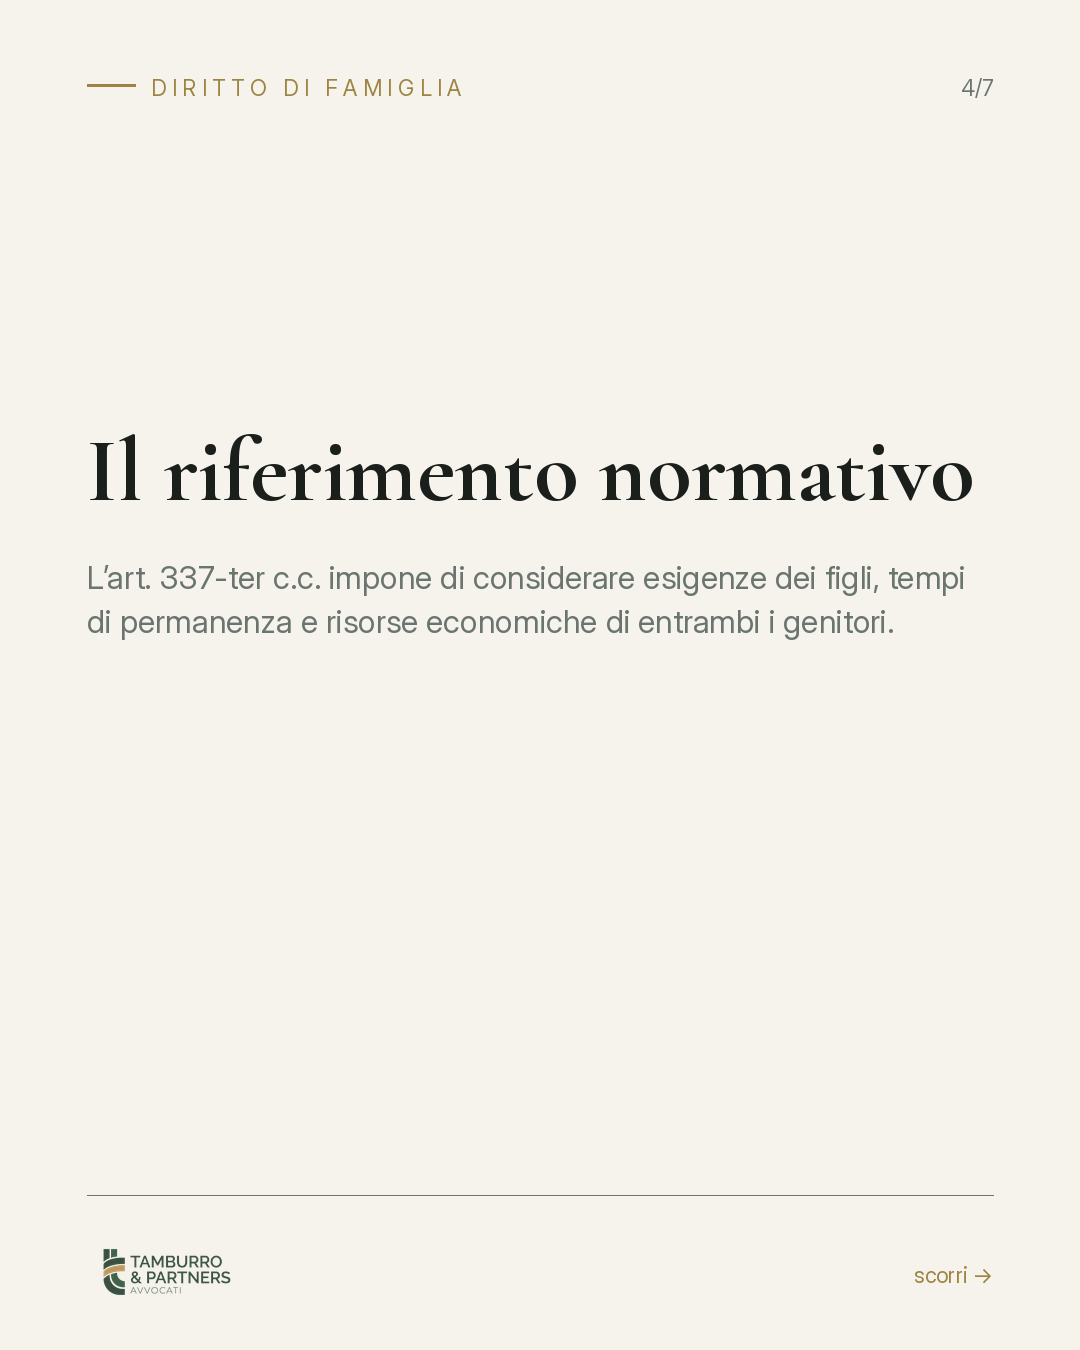 DIRITTO DI FAMIGLIA
4/7
Il riferimento normativo
L’art. 337-ter c.c. impone di considerare esigenze dei figli, tempi
di permanenza e risorse economiche di entrambi i genitori.
TAMBURRO
& PARTNERS
AVVOCATI
scorri →